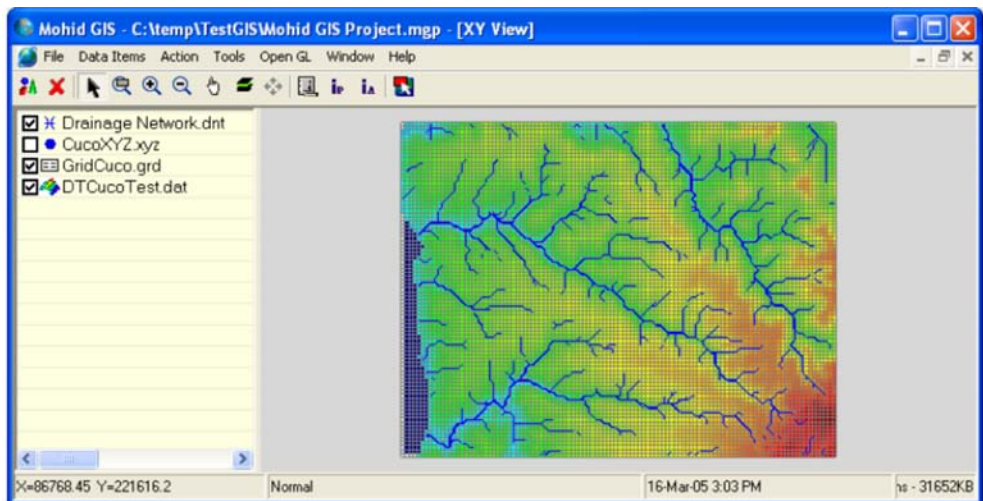 Mohid GIS - C:\temp\TestGIS\Mohid GIS Project.mgp - [XY View]
File Data Items Action Tools Open GL Window Help
Drainage Network.dnt
CucoXYZ.xyz
GridCuco.grd
DTCucoTest.dat
X=86768.45 Y=221616.2 Normal 16-Mar-05 3:03 PM ns - 31652KB